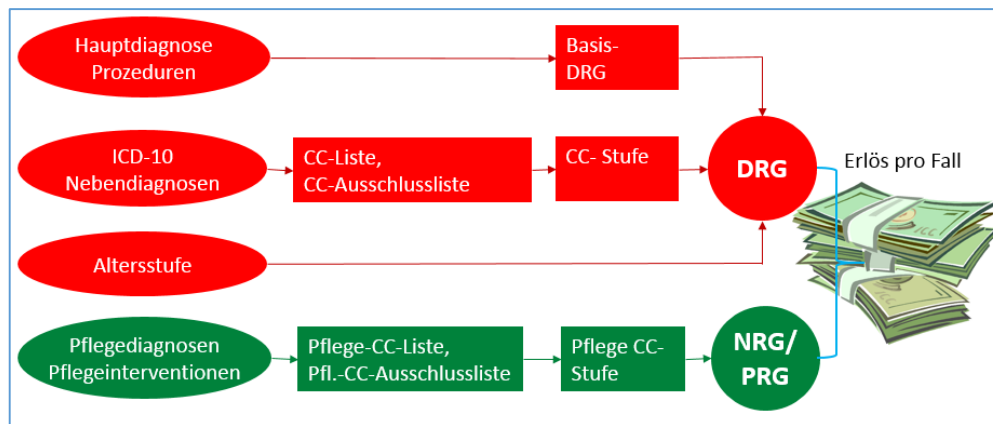 Hauptdiagnose
Prozeduren
Basis-
DRG
ICD-10
Nebendiagnosen
CC-Liste,
CC-Ausschlussliste
CC- Stufe
DRG
Erlös pro Fall
Altersstufe
Pflegediagnosen
Pflegeinterventionen
Pflege-CC-Liste,
Pfl.-CC-Ausschlussliste
Pflege CC-
Stufe
NRG/
PRG